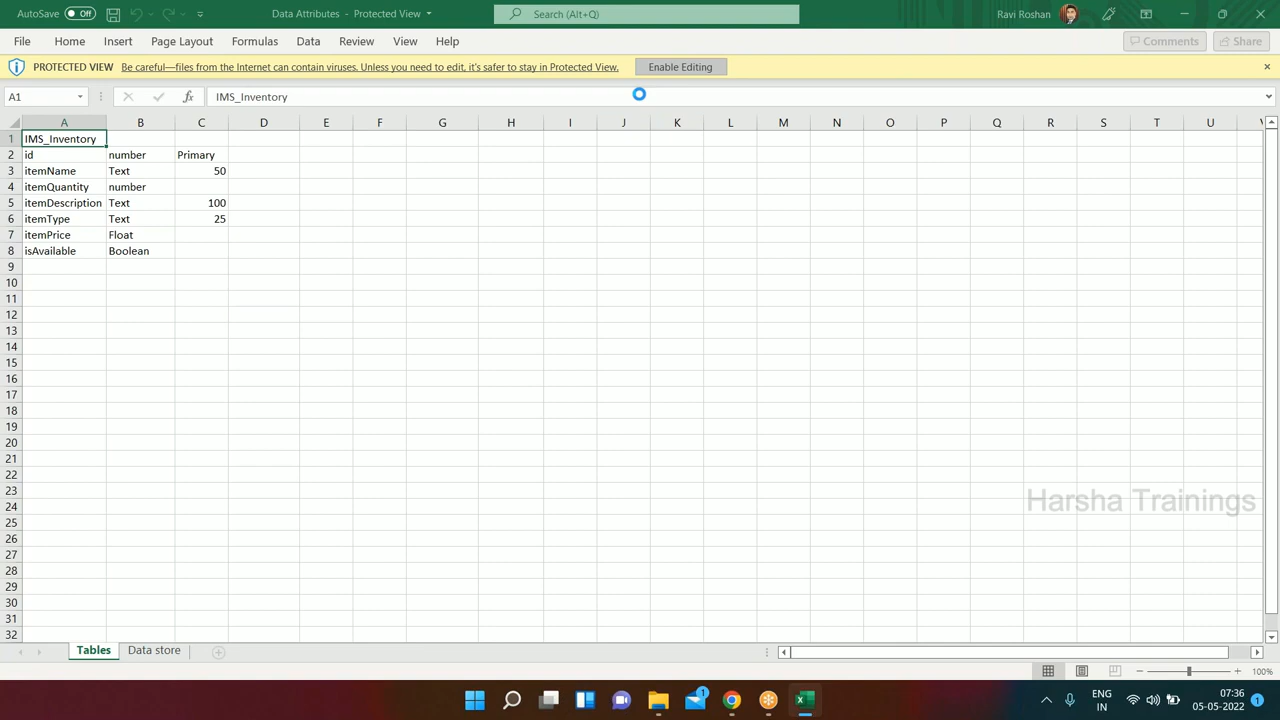 AutoSave Off
Data Attributes - Protected View
Search (Alt+Q)
Ravi Roshan
File Home Insert Page Layout Formulas Data Review View Help
Comments Share
PROTECTED VIEW Be careful—files from the Internet can contain viruses. Unless you need to edit, it's safer to stay in Protected View. Enable Editing
A1 fx IMS_Inventory
A B C D E F G H I J K L M N O P Q R S T U
1 IMS_Inventory
2 id number Primary
3 itemName Text 50
4 itemQuantity number
5 itemDescription Text 100
6 itemType Text 25
7 itemPrice Float
8 isAvailable Boolean
9
10
11
12
13
14
15
16
17
18
19
20
21
22
23
24
Harsha Trainings
25
26
27
28
29
30
31
32
Tables Data store
100%
1
ENG
IN
07:36
05-05-2022
1